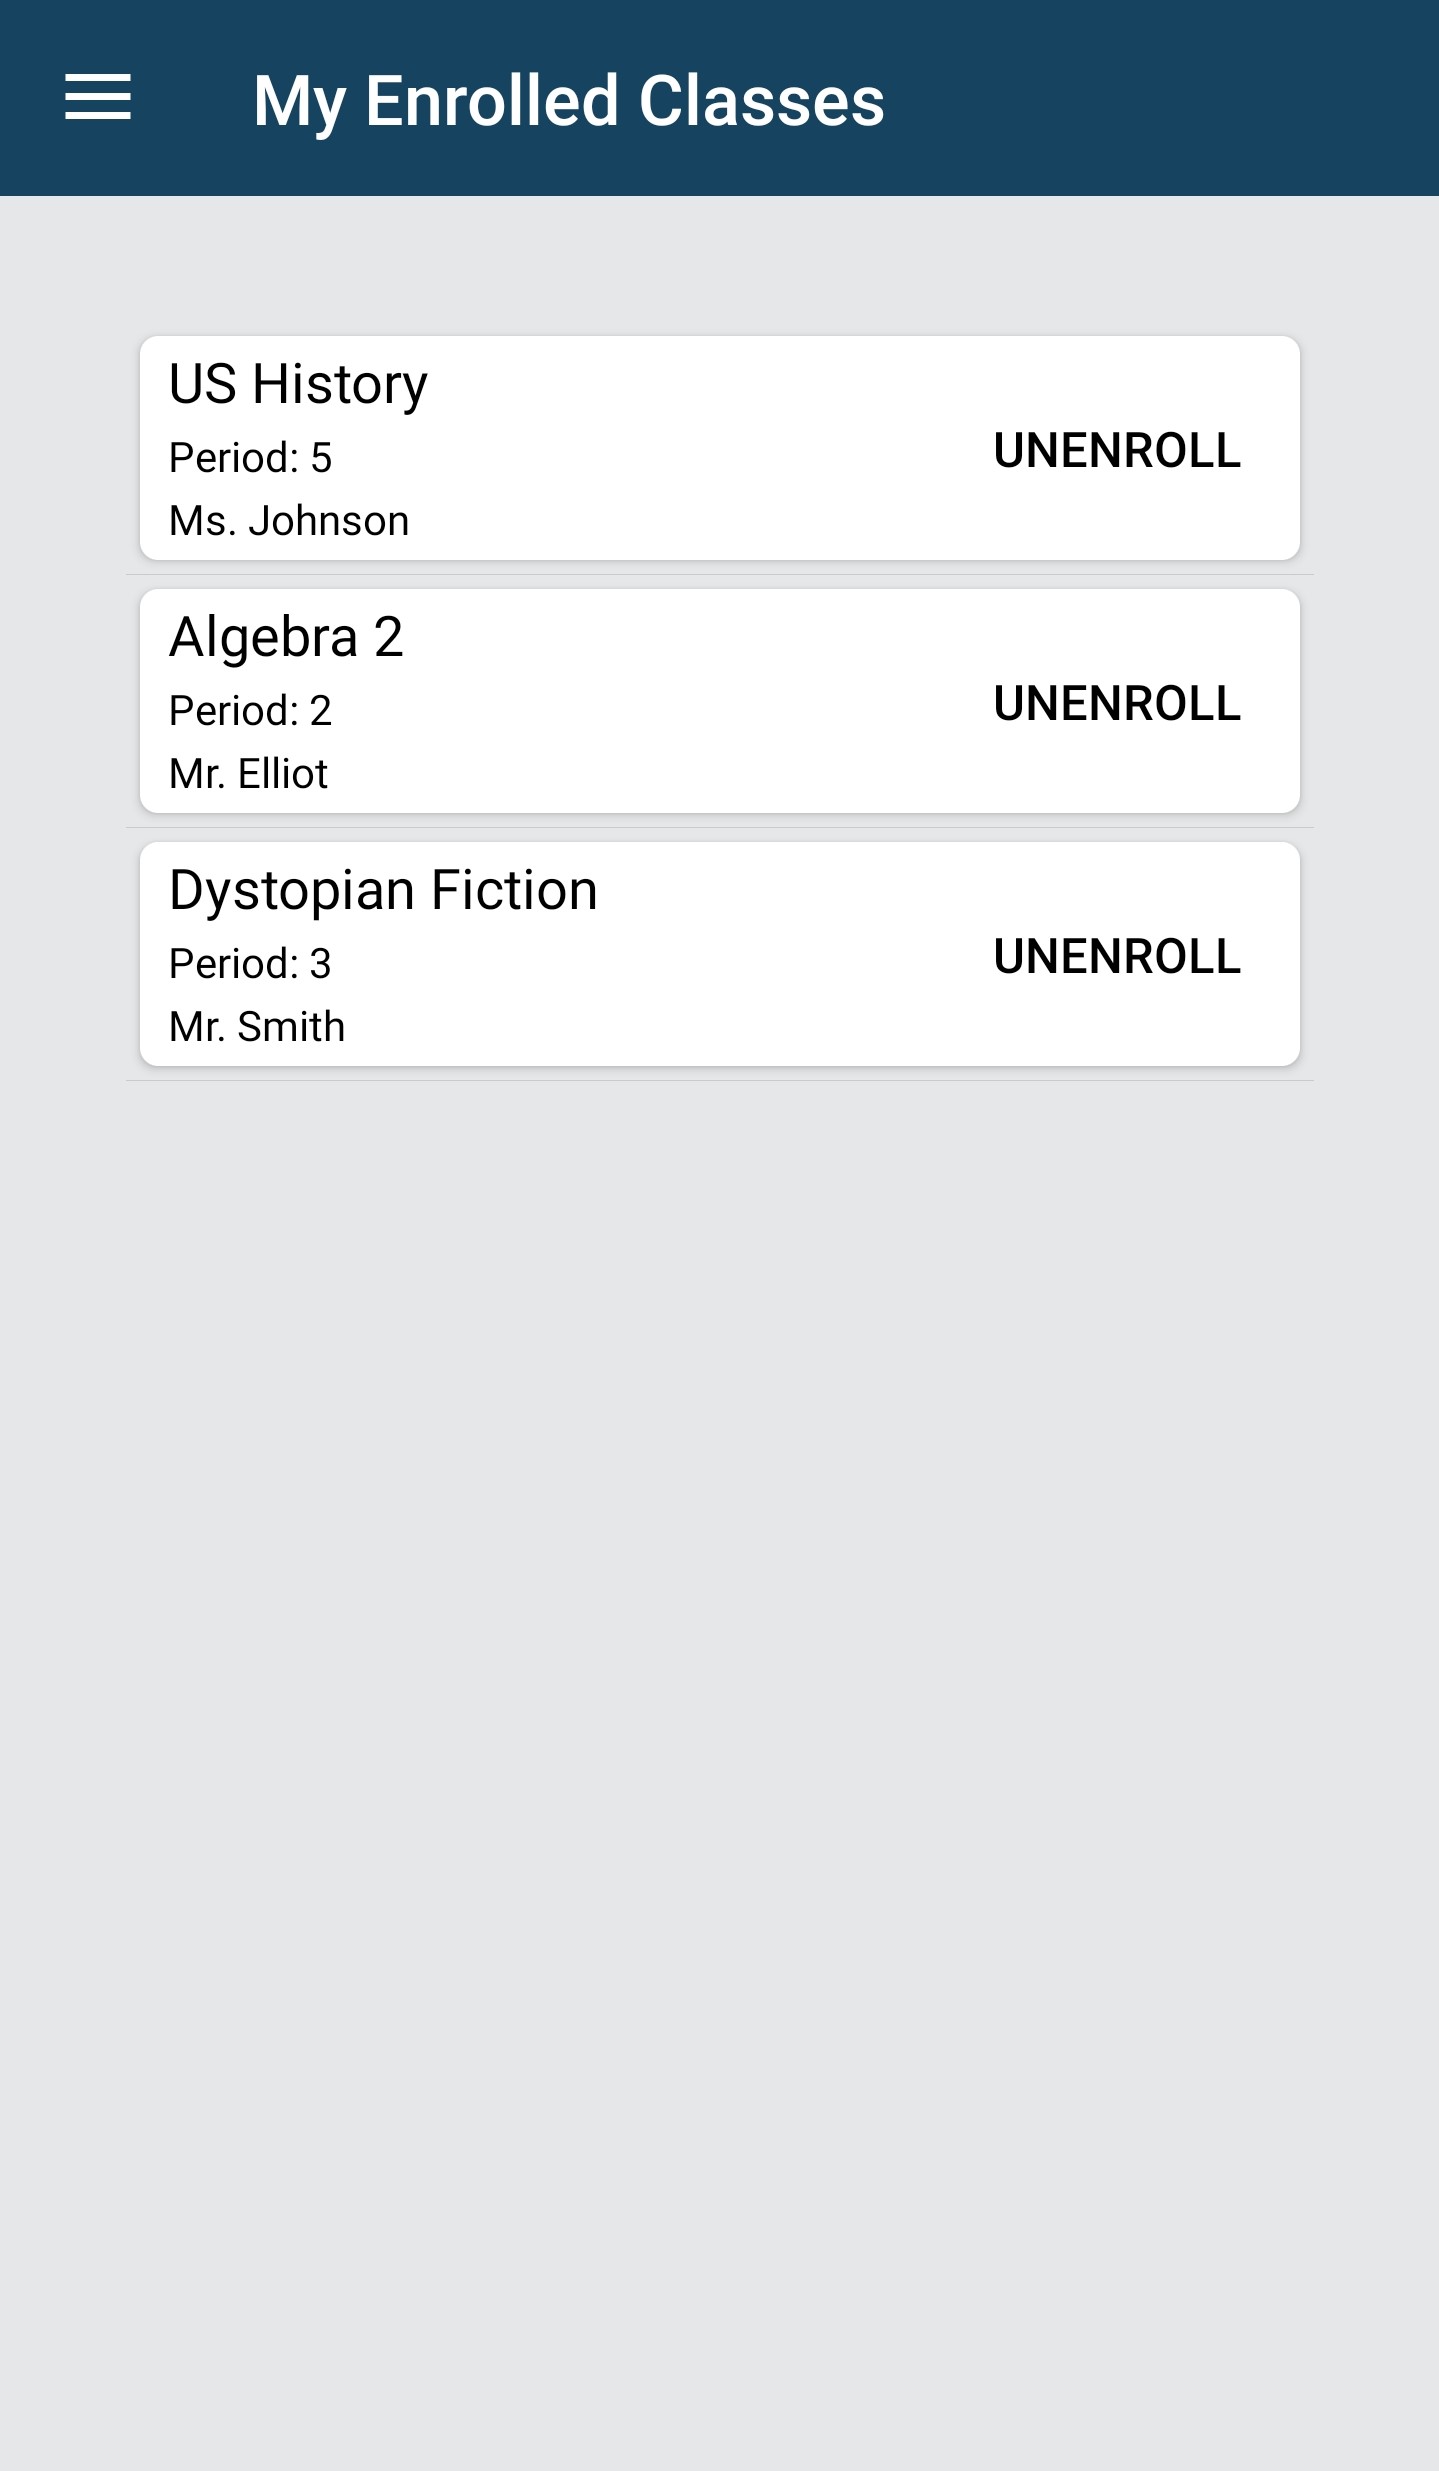 My Enrolled Classes
US History
Period: 5
Ms. Johnson
UNENROLL
Algebra 2
Period: 2
Mr. Elliot
UNENROLL
Dystopian Fiction
Period: 3
Mr. Smith
UNENROLL